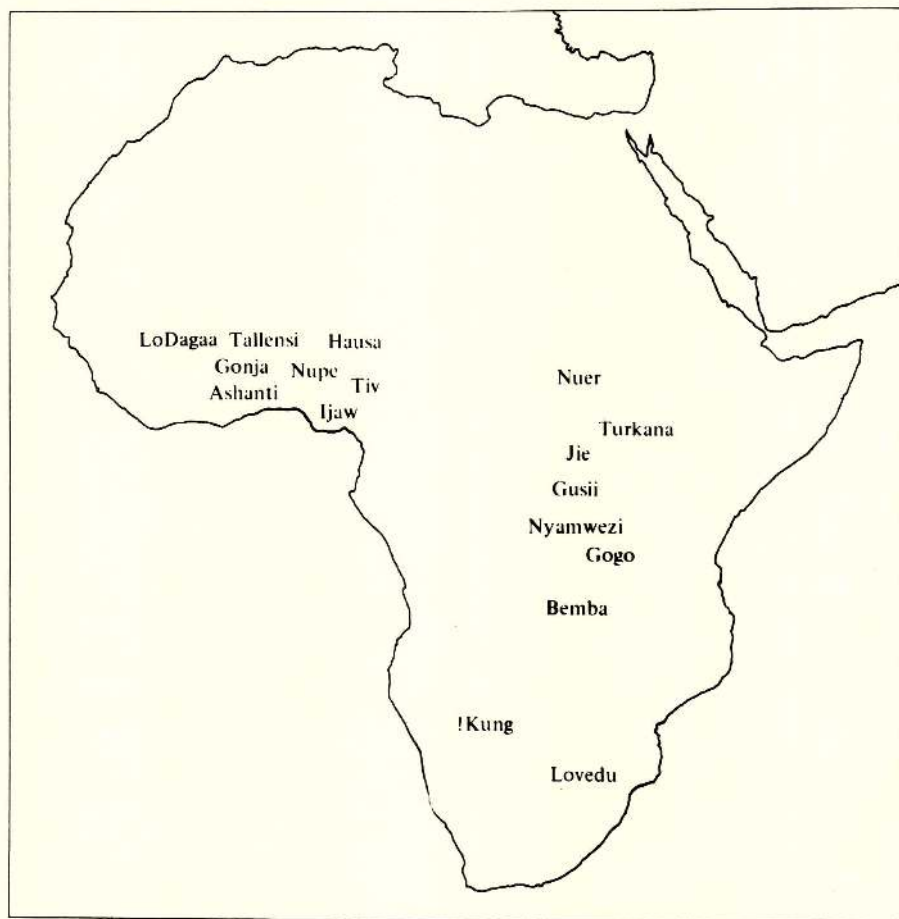 LoDagaa Tallensi Hausa
Gonja Nupe
Ashanti Tiv
Ijaw
Nuer
Turkana
Jie
Gusii
Nyamwezi
Gogo
Bemba
!Kung
Lovedu